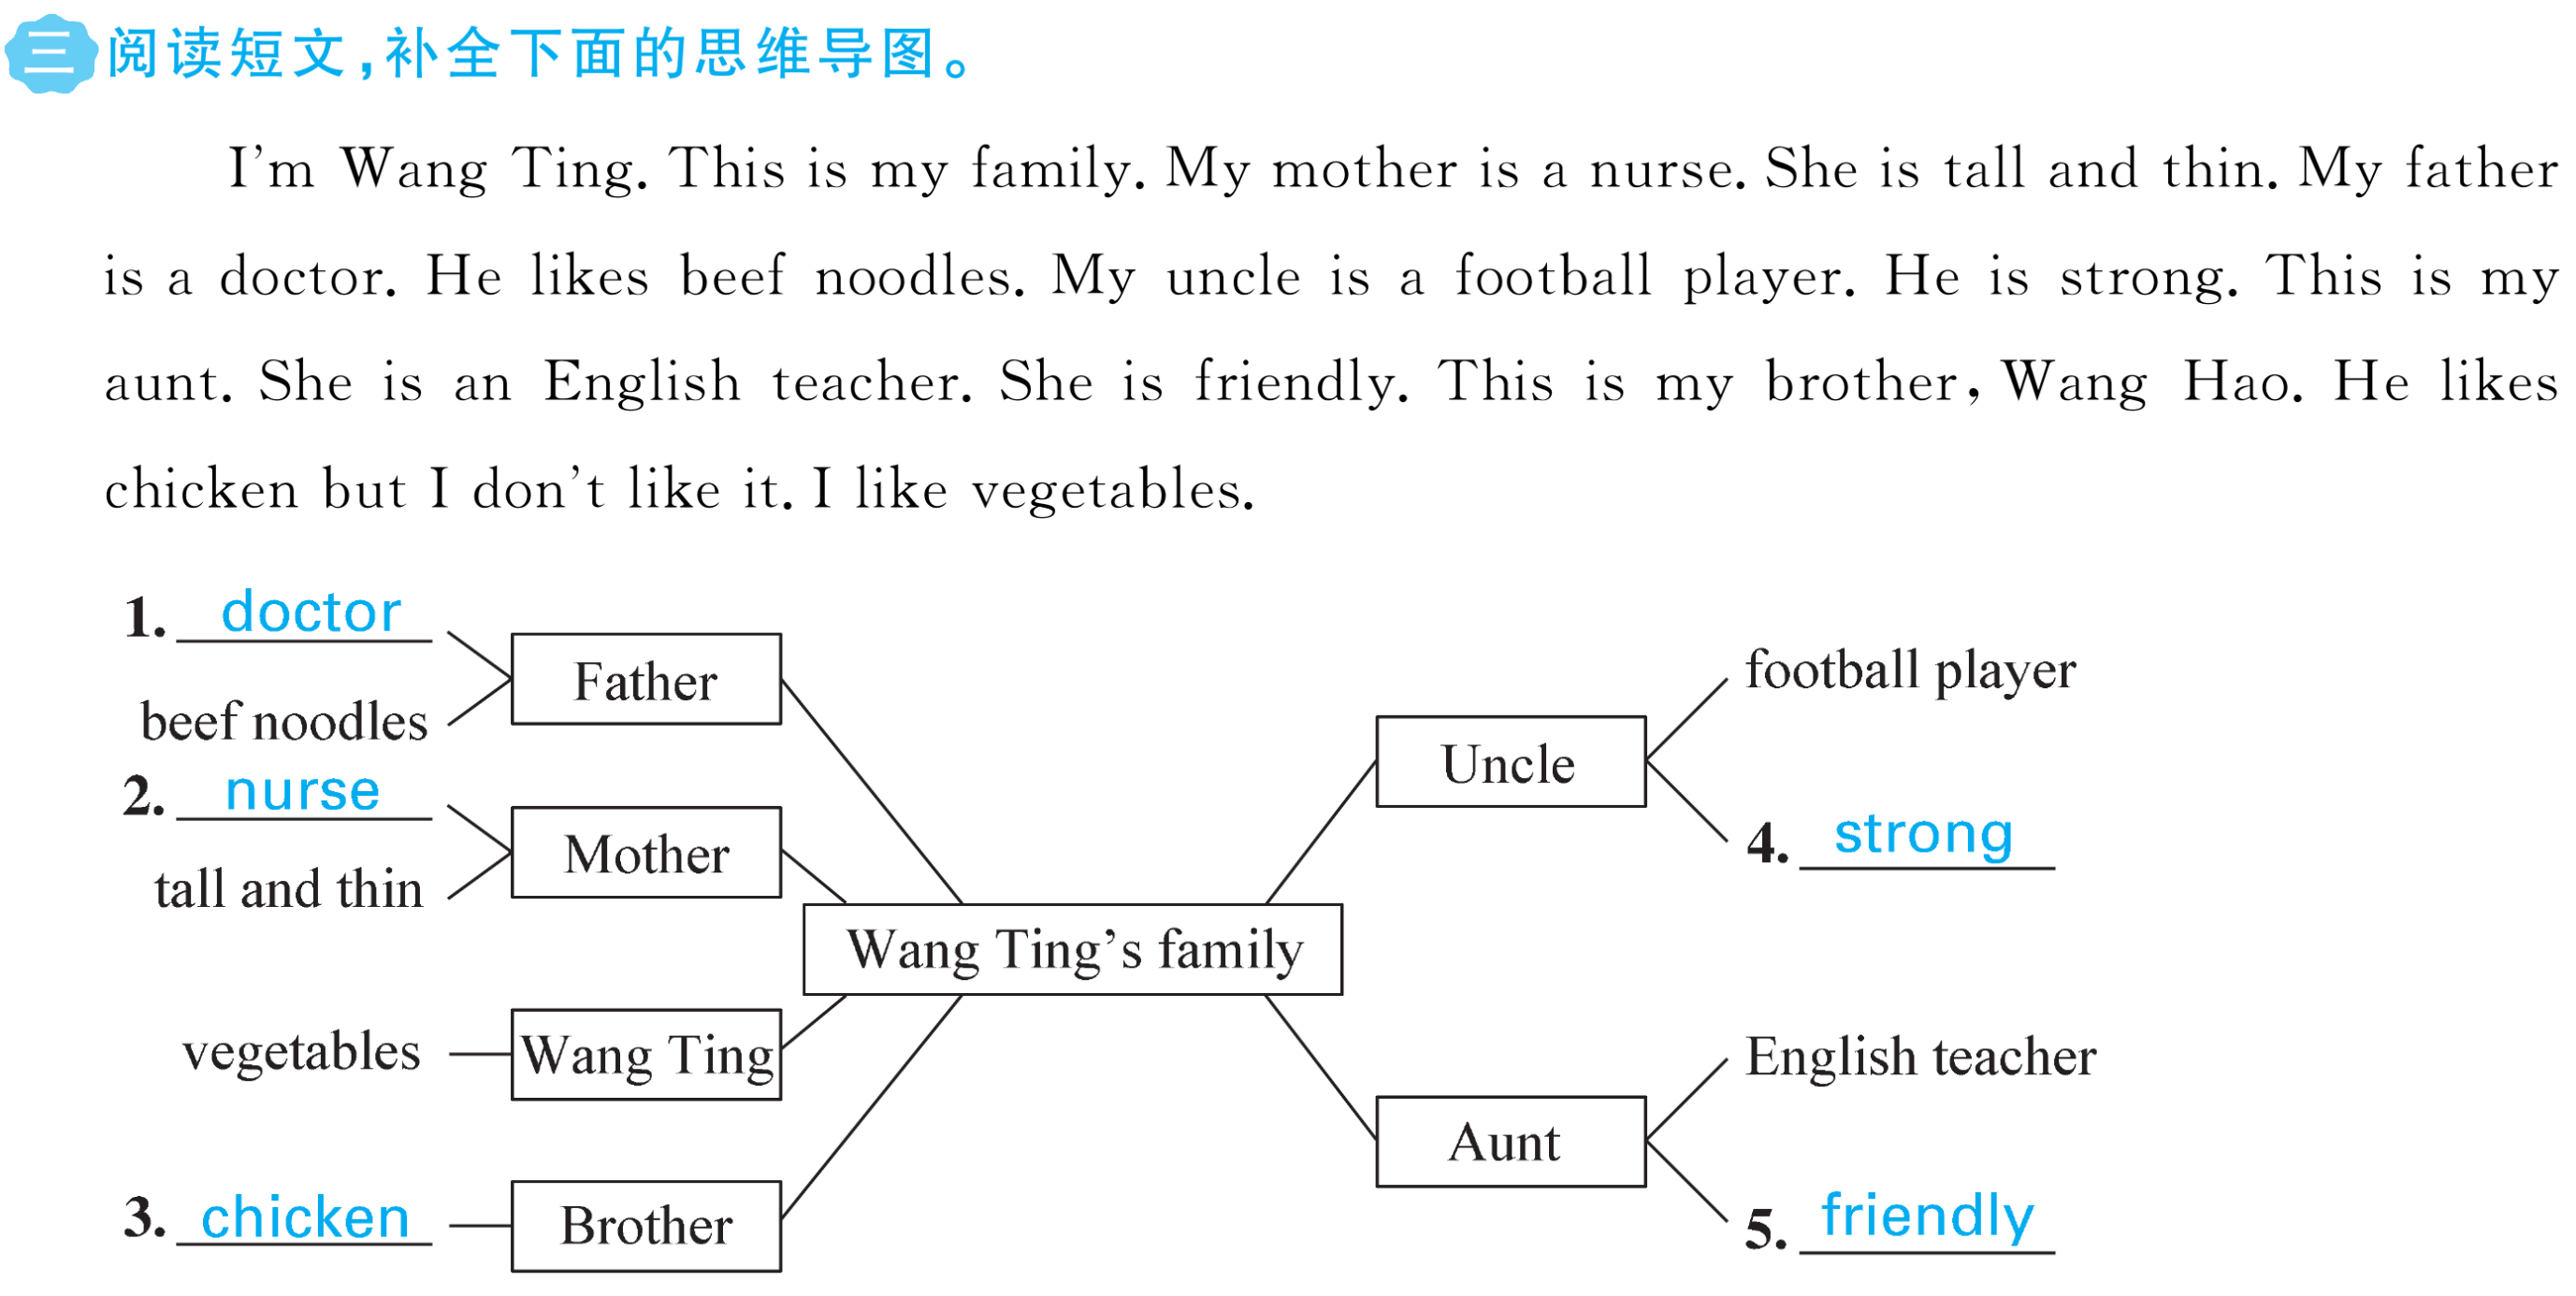 三 阅读短文,补全下面的思维导图。
I'm Wang Ting. This is my family. My mother is a nurse. She is tall and thin. My father
is a doctor. He likes beef noodles. My uncle is a football player. He is strong. This is my
aunt. She is an English teacher. She is friendly. This is my brother, Wang Hao. He likes
chicken but I don't like it. I like vegetables.
1. doctor
beef noodles
Father
2. nurse
tall and thin
Mother
vegetables
Wang Ting
3. chicken
Brother
Wang Ting's family
Uncle
football player
4. strong
Aunt
English teacher
5. friendly